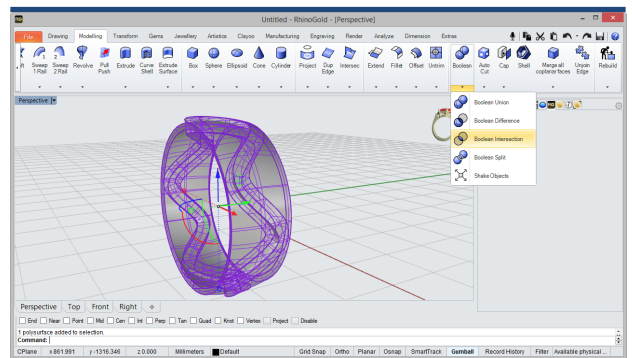 Untitled - RhinoGold - [Perspective]
File Drawing Modelling Transform Gems Jewellery Artistics Clayoo Manufacturing Engraving Render Analyze Dimension Extras
Sweep 1 Rail
Sweep 2 Rail
Revolve
Pull Push
Extrude
Curve Shell
Extrude Surface
Box
Sphere
Ellipsoid
Cone
Cylinder
Project
Dup Edge
Intersec
Extend
Fillet
Offset
Untrim
Boolean
Auto Cut
Cap
Shell
Merge all coplanar faces
Unjoin Edge
Rebuild
Perspective
Boolean Union
Boolean Difference
Boolean Intersection
Boolean Split
Shake Objects
Perspective Top Front Right
End Near Point Mid Cen Int Perp Tan Quad Knot Vertex Project Disable
1 polysurface added to selection.
Command:
CPlane x 861.991 y -1316.346 z 0.000 Millimeters Default Grid Snap Ortho Planar Osnap SmartTrack Gumball Record History Filter Available physical ...